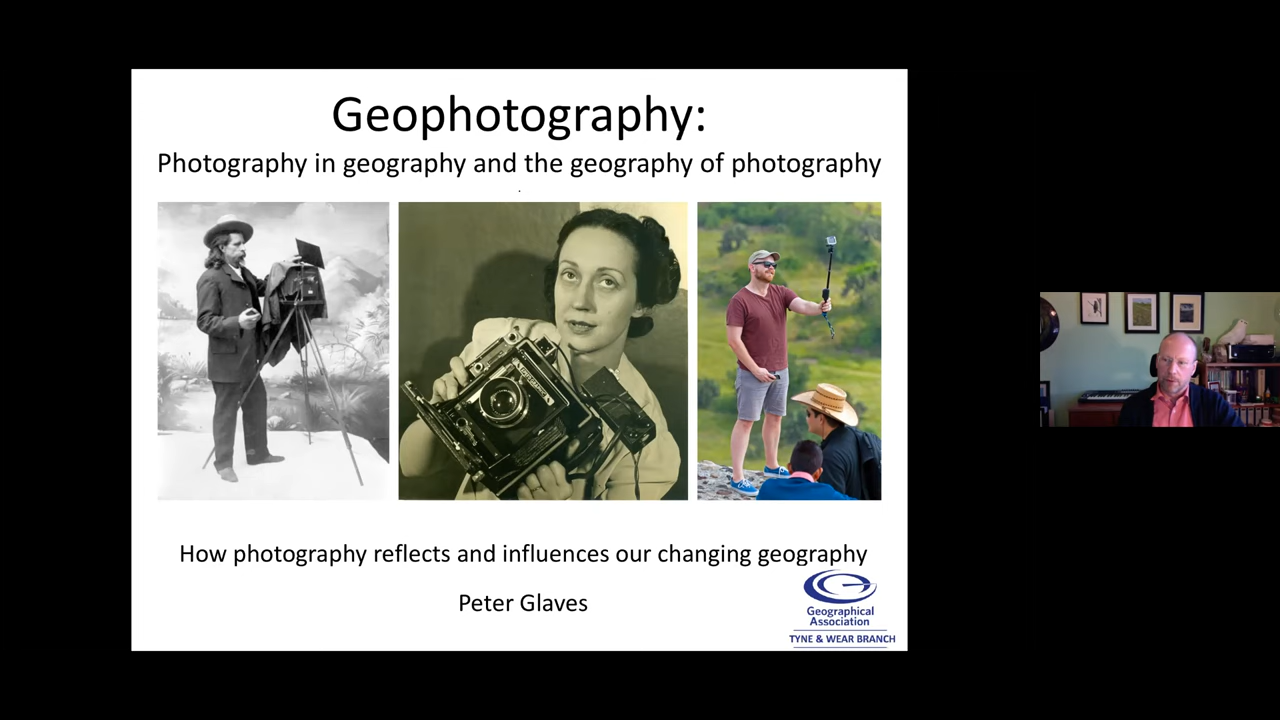 Geophotography:
Photography in geography and the geography of photography
How photography reflects and influences our changing geography
Peter Glaves
Geographical
Association
TYNE & WEAR BRANCH